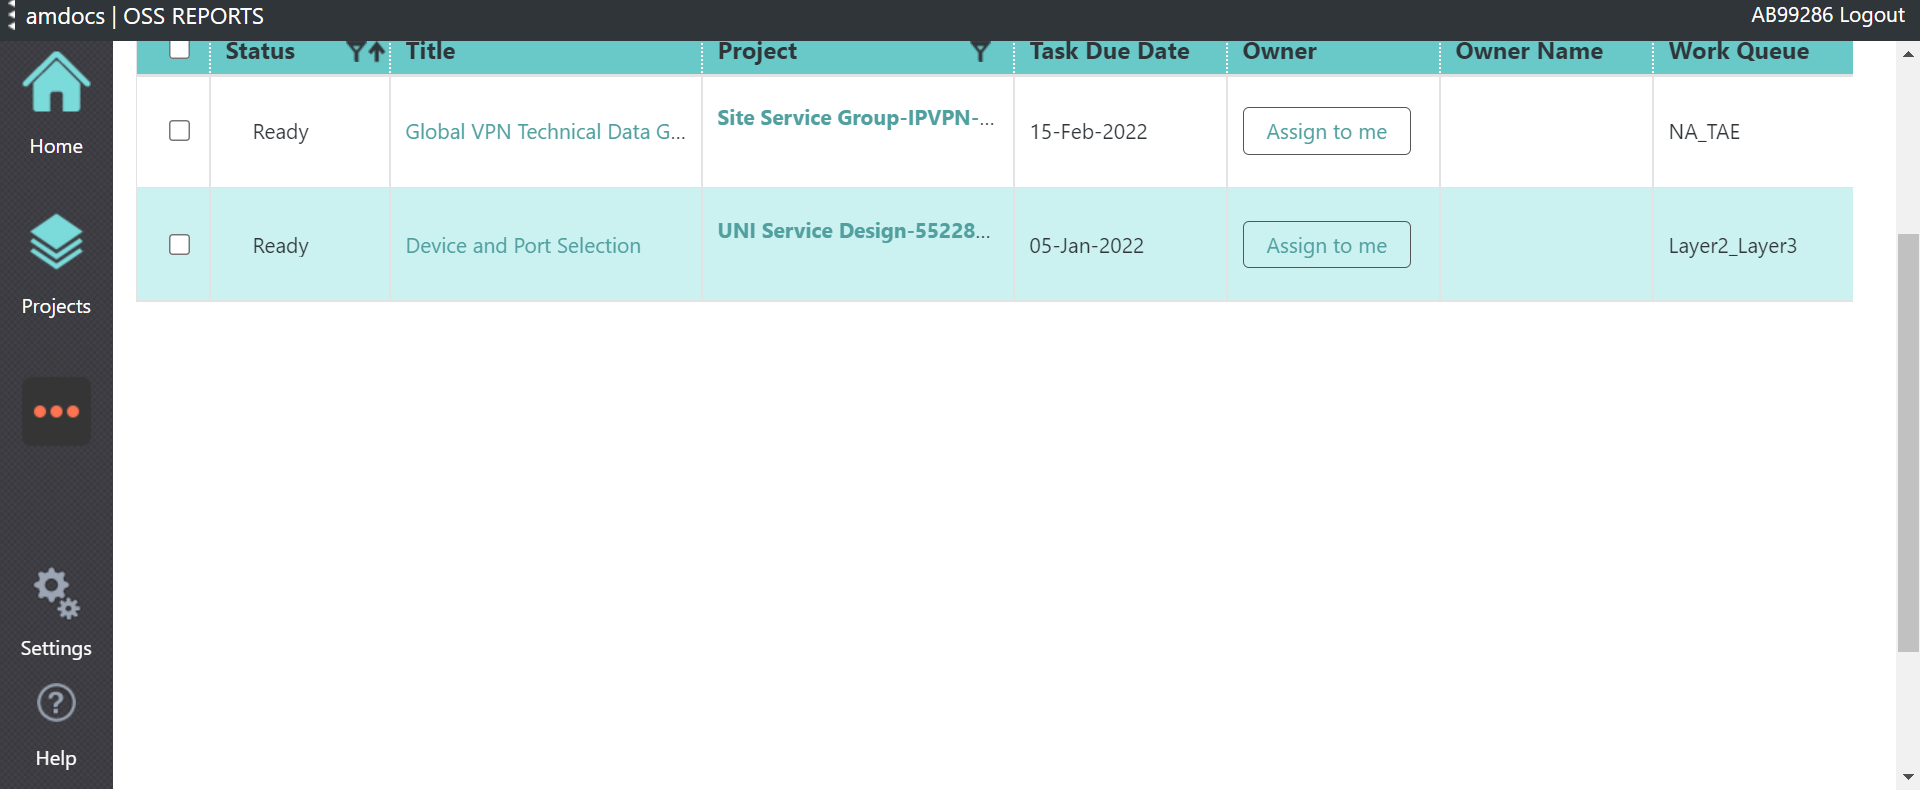 amdocs | OSS REPORTS
AB99286 Logout
Status
Title
Project
Task Due Date
Owner
Owner Name
Work Queue
Ready
Global VPN Technical Data G...
Site Service Group-IPVPN-...
15-Feb-2022
Assign to me
NA_TAE
Ready
Device and Port Selection
UNI Service Design-55228...
05-Jan-2022
Assign to me
Layer2_Layer3
Home
Projects
Settings
?
Help